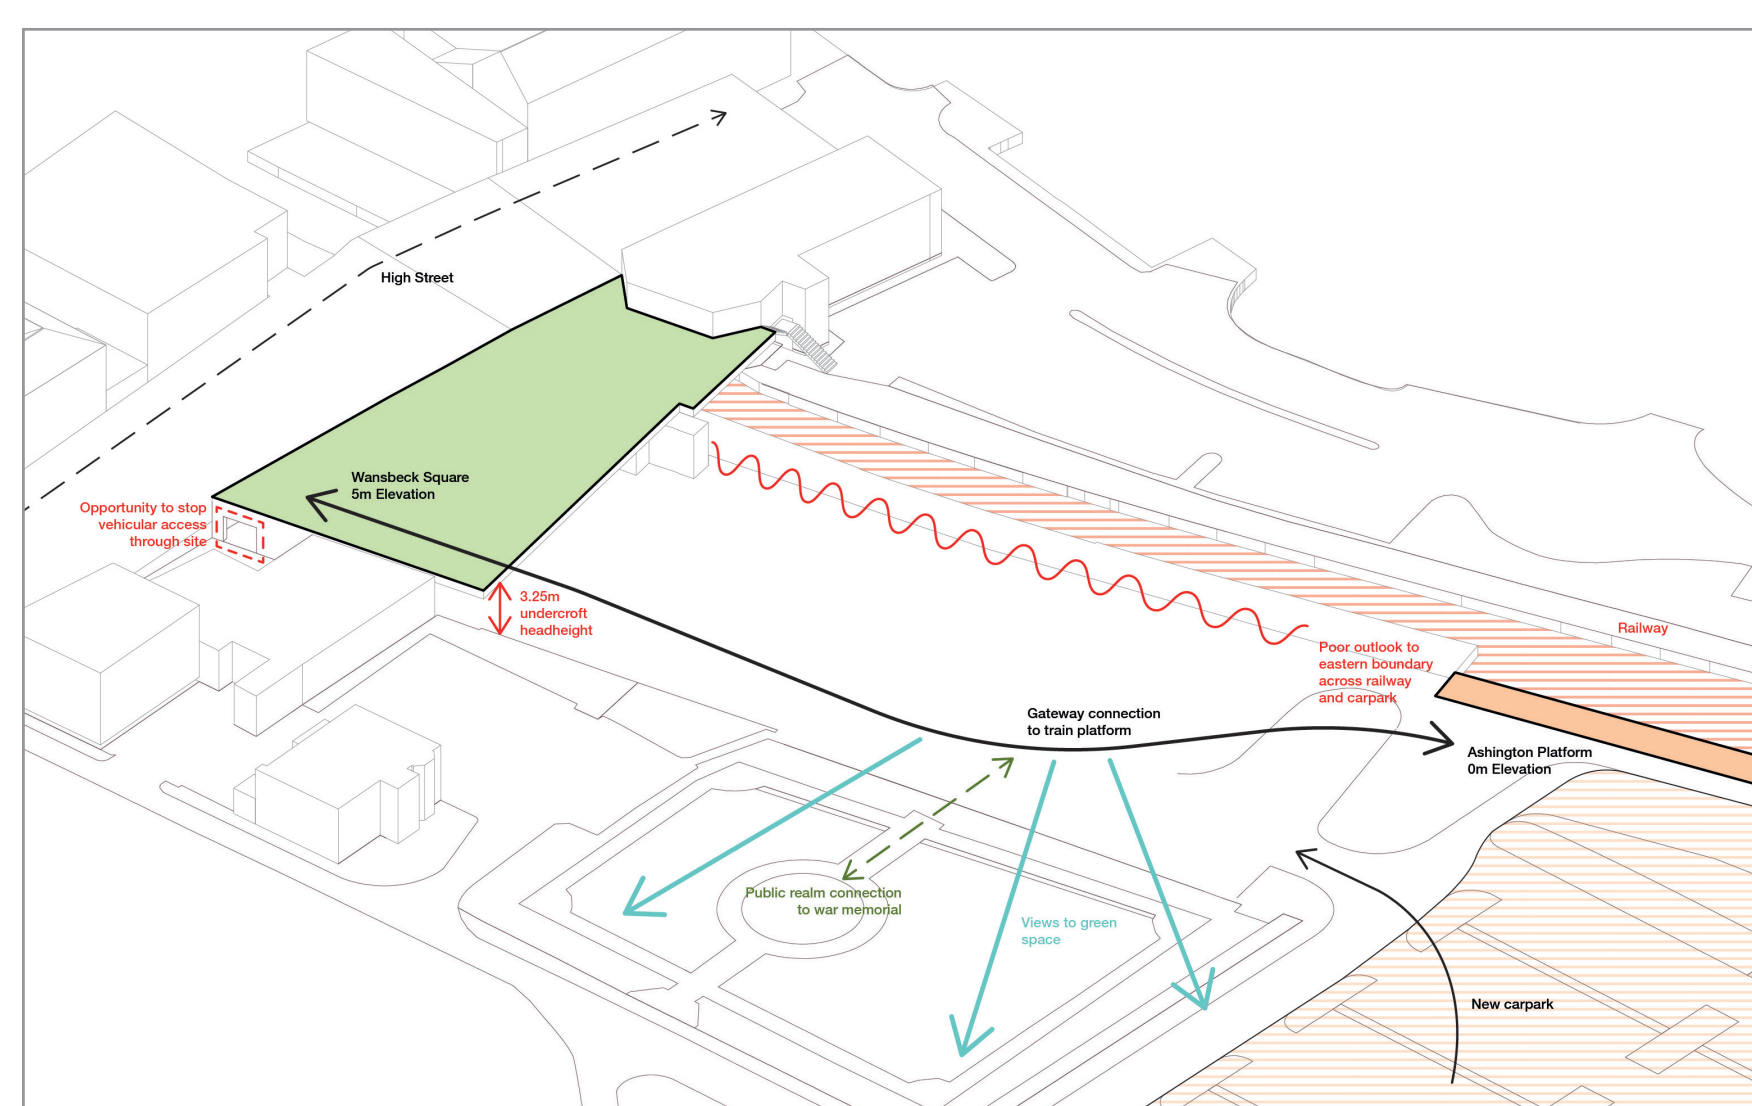 High Street
Wansbeck Square
5m Elevation
Opportunity to stop
vehicular access
through site
3.25m
undercroft
headheight
Railway
Poor outlook to
eastern boundary
across railway
and carpark
Gateway connection
to train platform
Ashington Platform
0m Elevation
Public realm connection
to war memorial
Views to green
space
New carpark